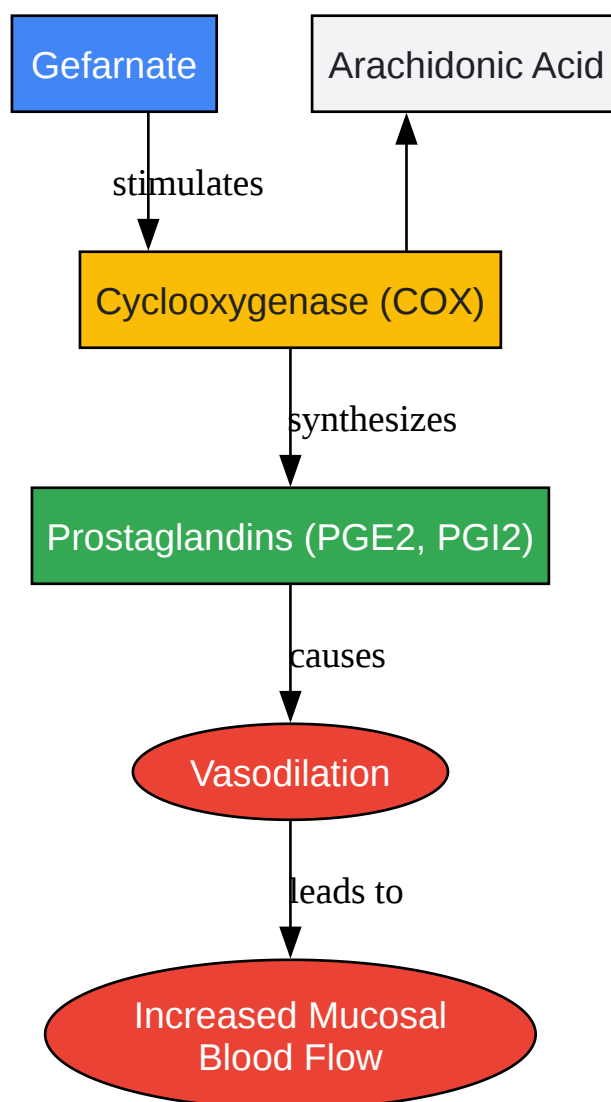 Gefarnate
Arachidonic Acid
stimulates
Cyclooxygenase (COX)
synthesizes
Prostaglandins (PGE2, PGI2)
causes
Vasodilation
leads to
Increased Mucosal
Blood Flow